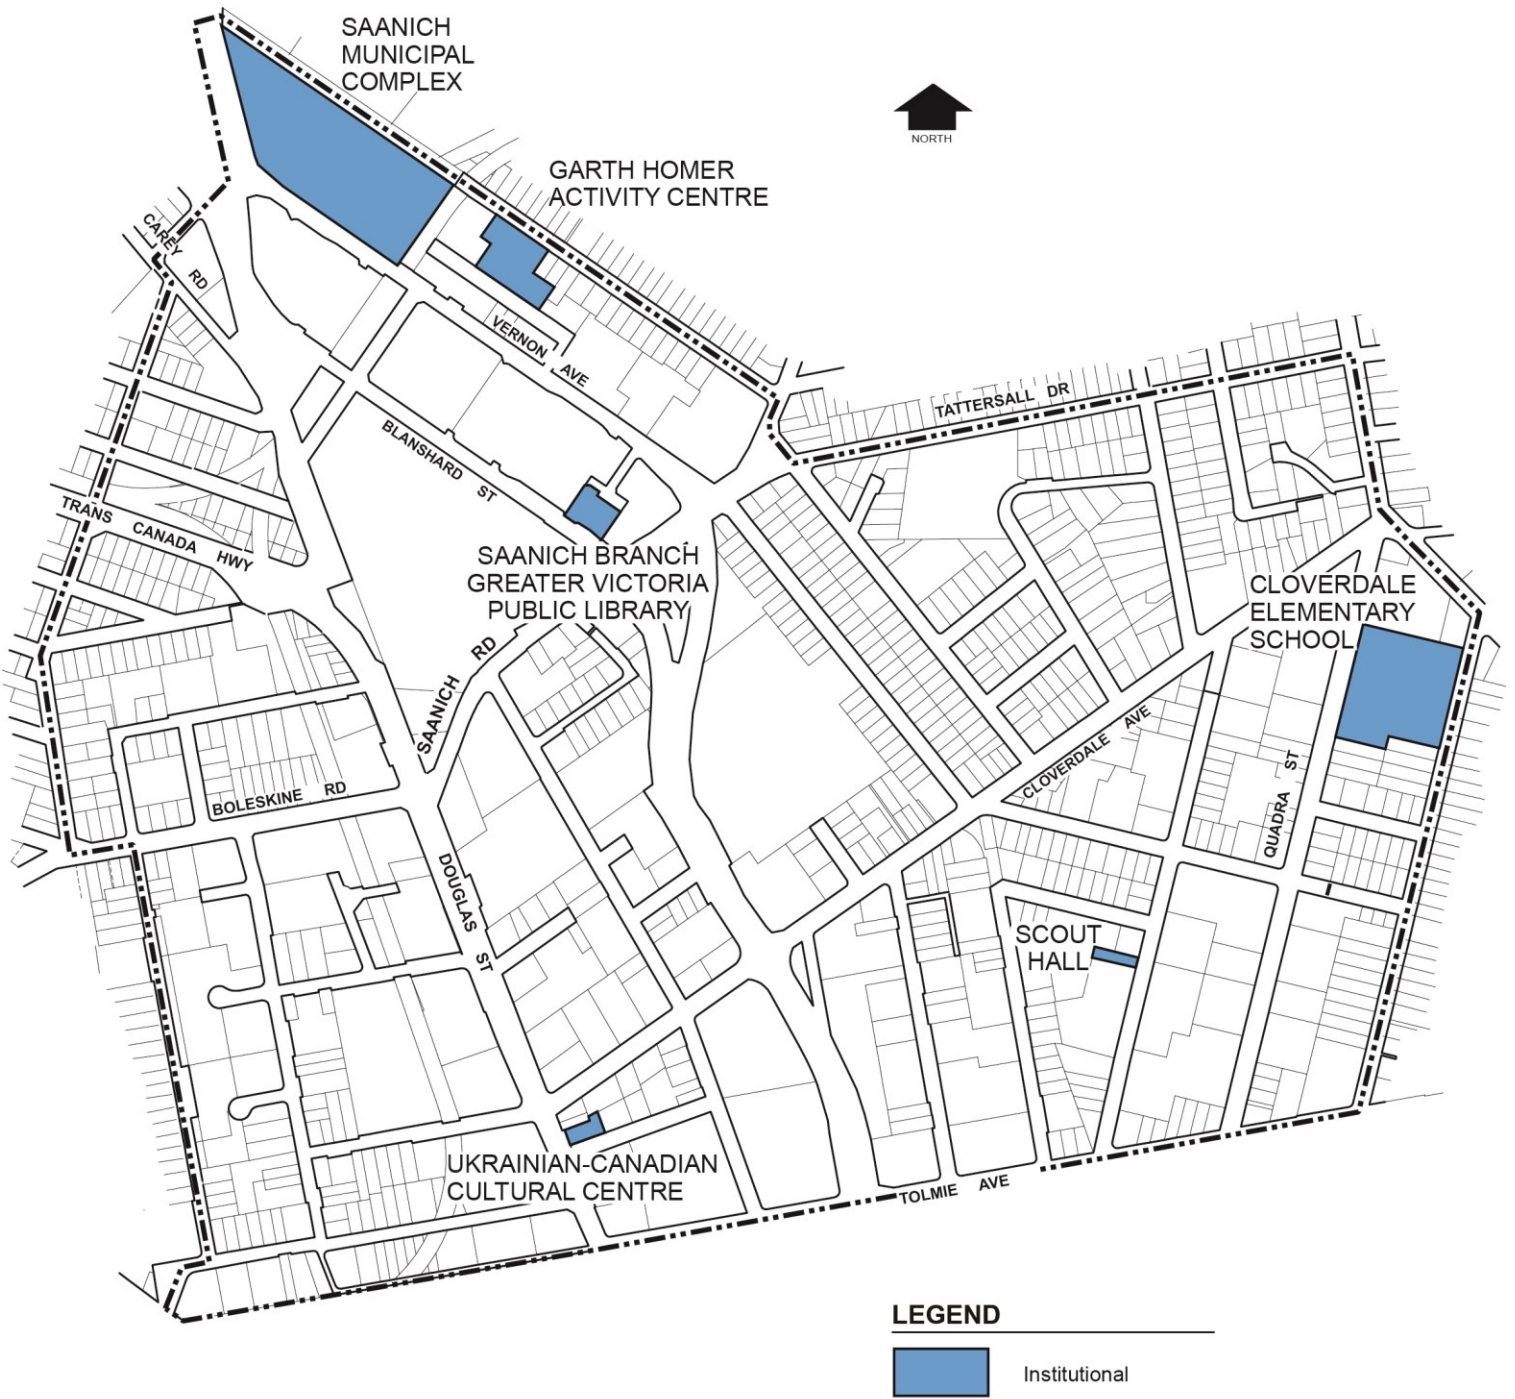 SAANICH
MUNICIPAL
COMPLEX
NORTH
GARTH HOMER
ACTIVITY CENTRE
CAREY RD
VERNON AVE
TATTERSALL DR
BLANSHARD ST
TRANS CANADA HWY
SAANICH BRANCH
GREATER VICTORIA
PUBLIC LIBRARY
CLOVERDALE
ELEMENTARY
SCHOOL
SAANICH RD
CLOVERDALE AVE
BOLESKINE RD
QUADRA ST
DOUGLAS ST
SCOUT
HALL
UKRAINIAN-CANADIAN
CULTURAL CENTRE
TOLMIE AVE
LEGEND
Institutional